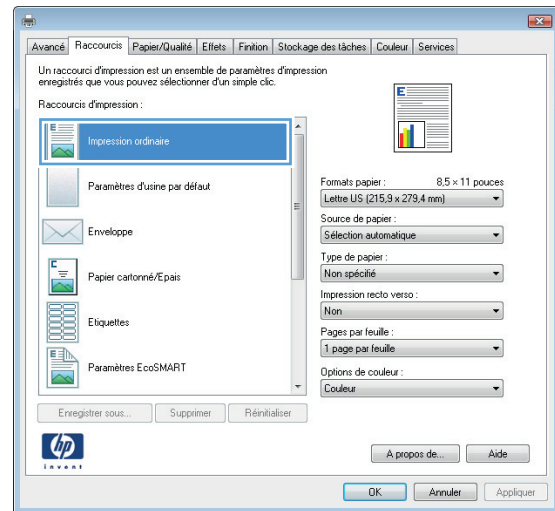 Avancé Raccourcis Papier/Qualité Effets Finition Stockage des tâches Couleur Services
Un raccourci d'impression est un ensemble de paramètres d'impression
enregistrés que vous pouvez sélectionner d'un simple clic.
Raccourcis d'impression :
E
Impression ordinaire
Paramètres d'usine par défaut
Enveloppe
Papier cartonné/Epais
Etiquettes
E
Paramètres EcoSMART
Enregistrer sous... Supprimer Réinitialiser
E
Formats papier : 8,5 × 11 pouces
Lettre US (215,9 x 279,4 mm)
Source de papier :
Sélection automatique
Type de papier :
Non spécifié
Impression recto verso :
Non
Pages par feuille :
1 page par feuille
Options de couleur :
Couleur
hp
invent
A propos de... Aide
OK Annuler Appliquer